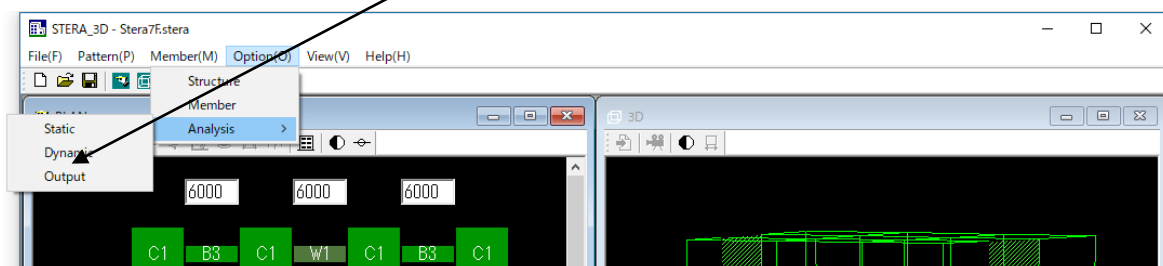 STERA_3D - Stera7F.stera
File(F) Pattern(P) Member(M) Option(O) View(V) Help(H)
Structure
Member
Analysis >
Static
Dynamic
Output
3D
6000 6000 6000
C1 B3 C1 W1 C1 B3 C1